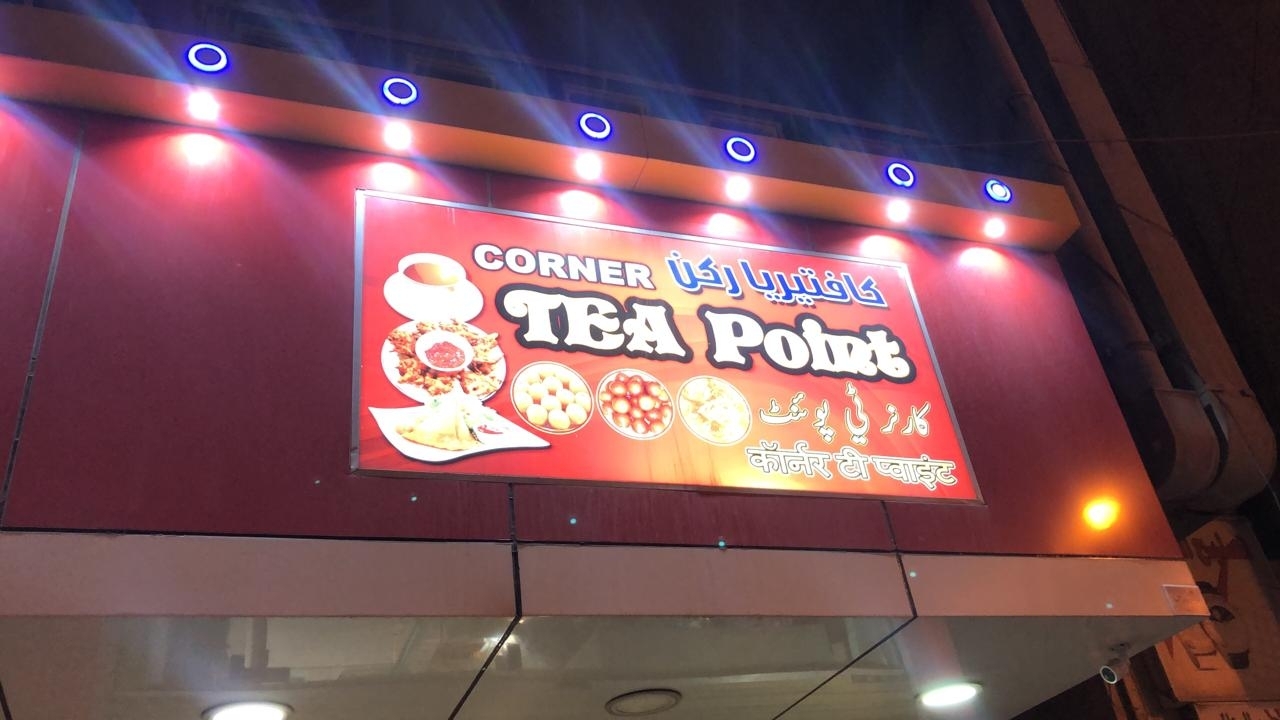 CORNER كافتيريا ركن
TEA Point
کارنر ٹی پوئنٹ
कॉर्नर टी प्वाइंट